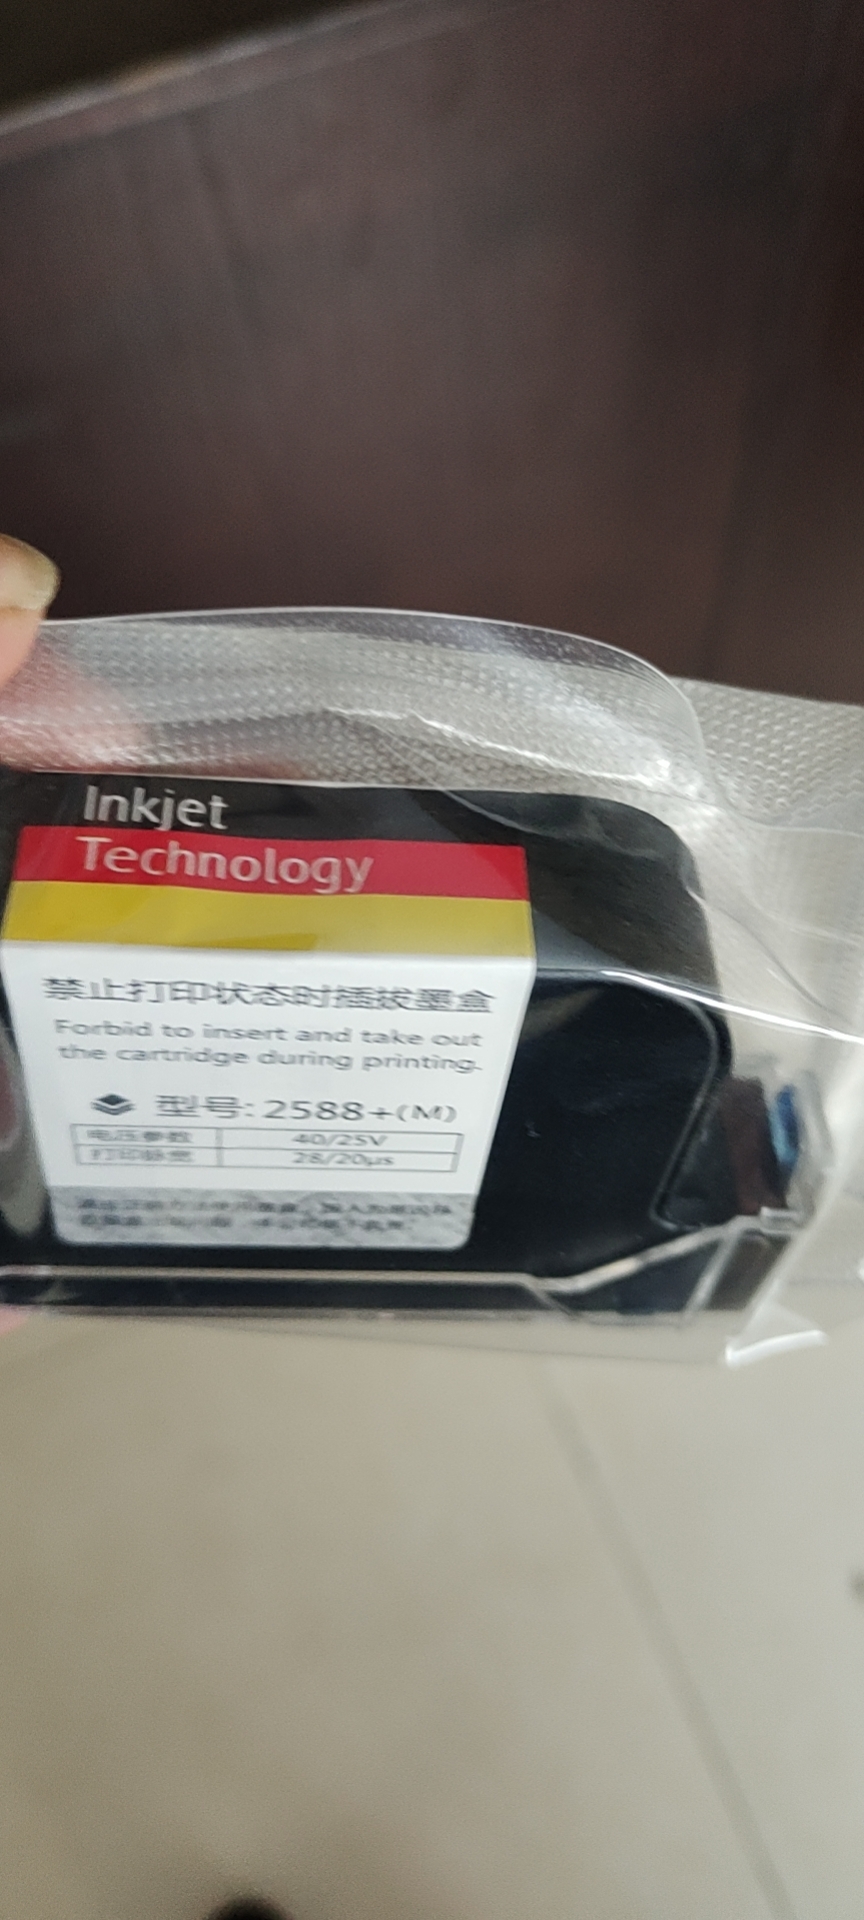 Inkjet
Technology
禁止打印状态时插拔墨盒
Forbid to insert and take out
the cartridge during printing.
型号: 2588+(M)
电压参数 40/25V
打印脉宽 28/20μs